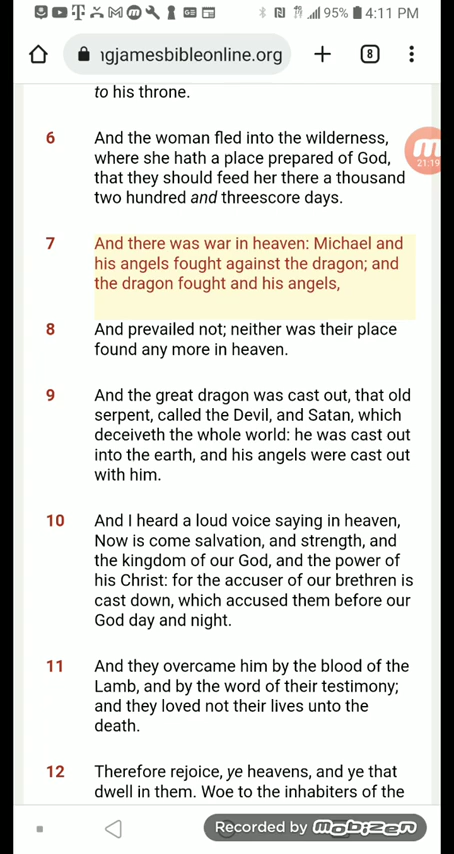 95% 4:11 PM
ngjamesbibleonline.org 8
to his throne.
6 And the woman fled into the wilderness,
where she hath a place prepared of God,
that they should feed her there a thousand
two hundred and threescore days.
21:19
7 And there was war in heaven: Michael and
his angels fought against the dragon; and
the dragon fought and his angels,
8 And prevailed not; neither was their place
found any more in heaven.
9 And the great dragon was cast out, that old
serpent, called the Devil, and Satan, which
deceiveth the whole world: he was cast out
into the earth, and his angels were cast out
with him.
10 And I heard a loud voice saying in heaven,
Now is come salvation, and strength, and
the kingdom of our God, and the power of
his Christ: for the accuser of our brethren is
cast down, which accused them before our
God day and night.
11 And they overcame him by the blood of the
Lamb, and by the word of their testimony;
and they loved not their lives unto the
death.
12 Therefore rejoice, ye heavens, and ye that
dwell in them. Woe to the inhabiters of the
Recorded by mobizen